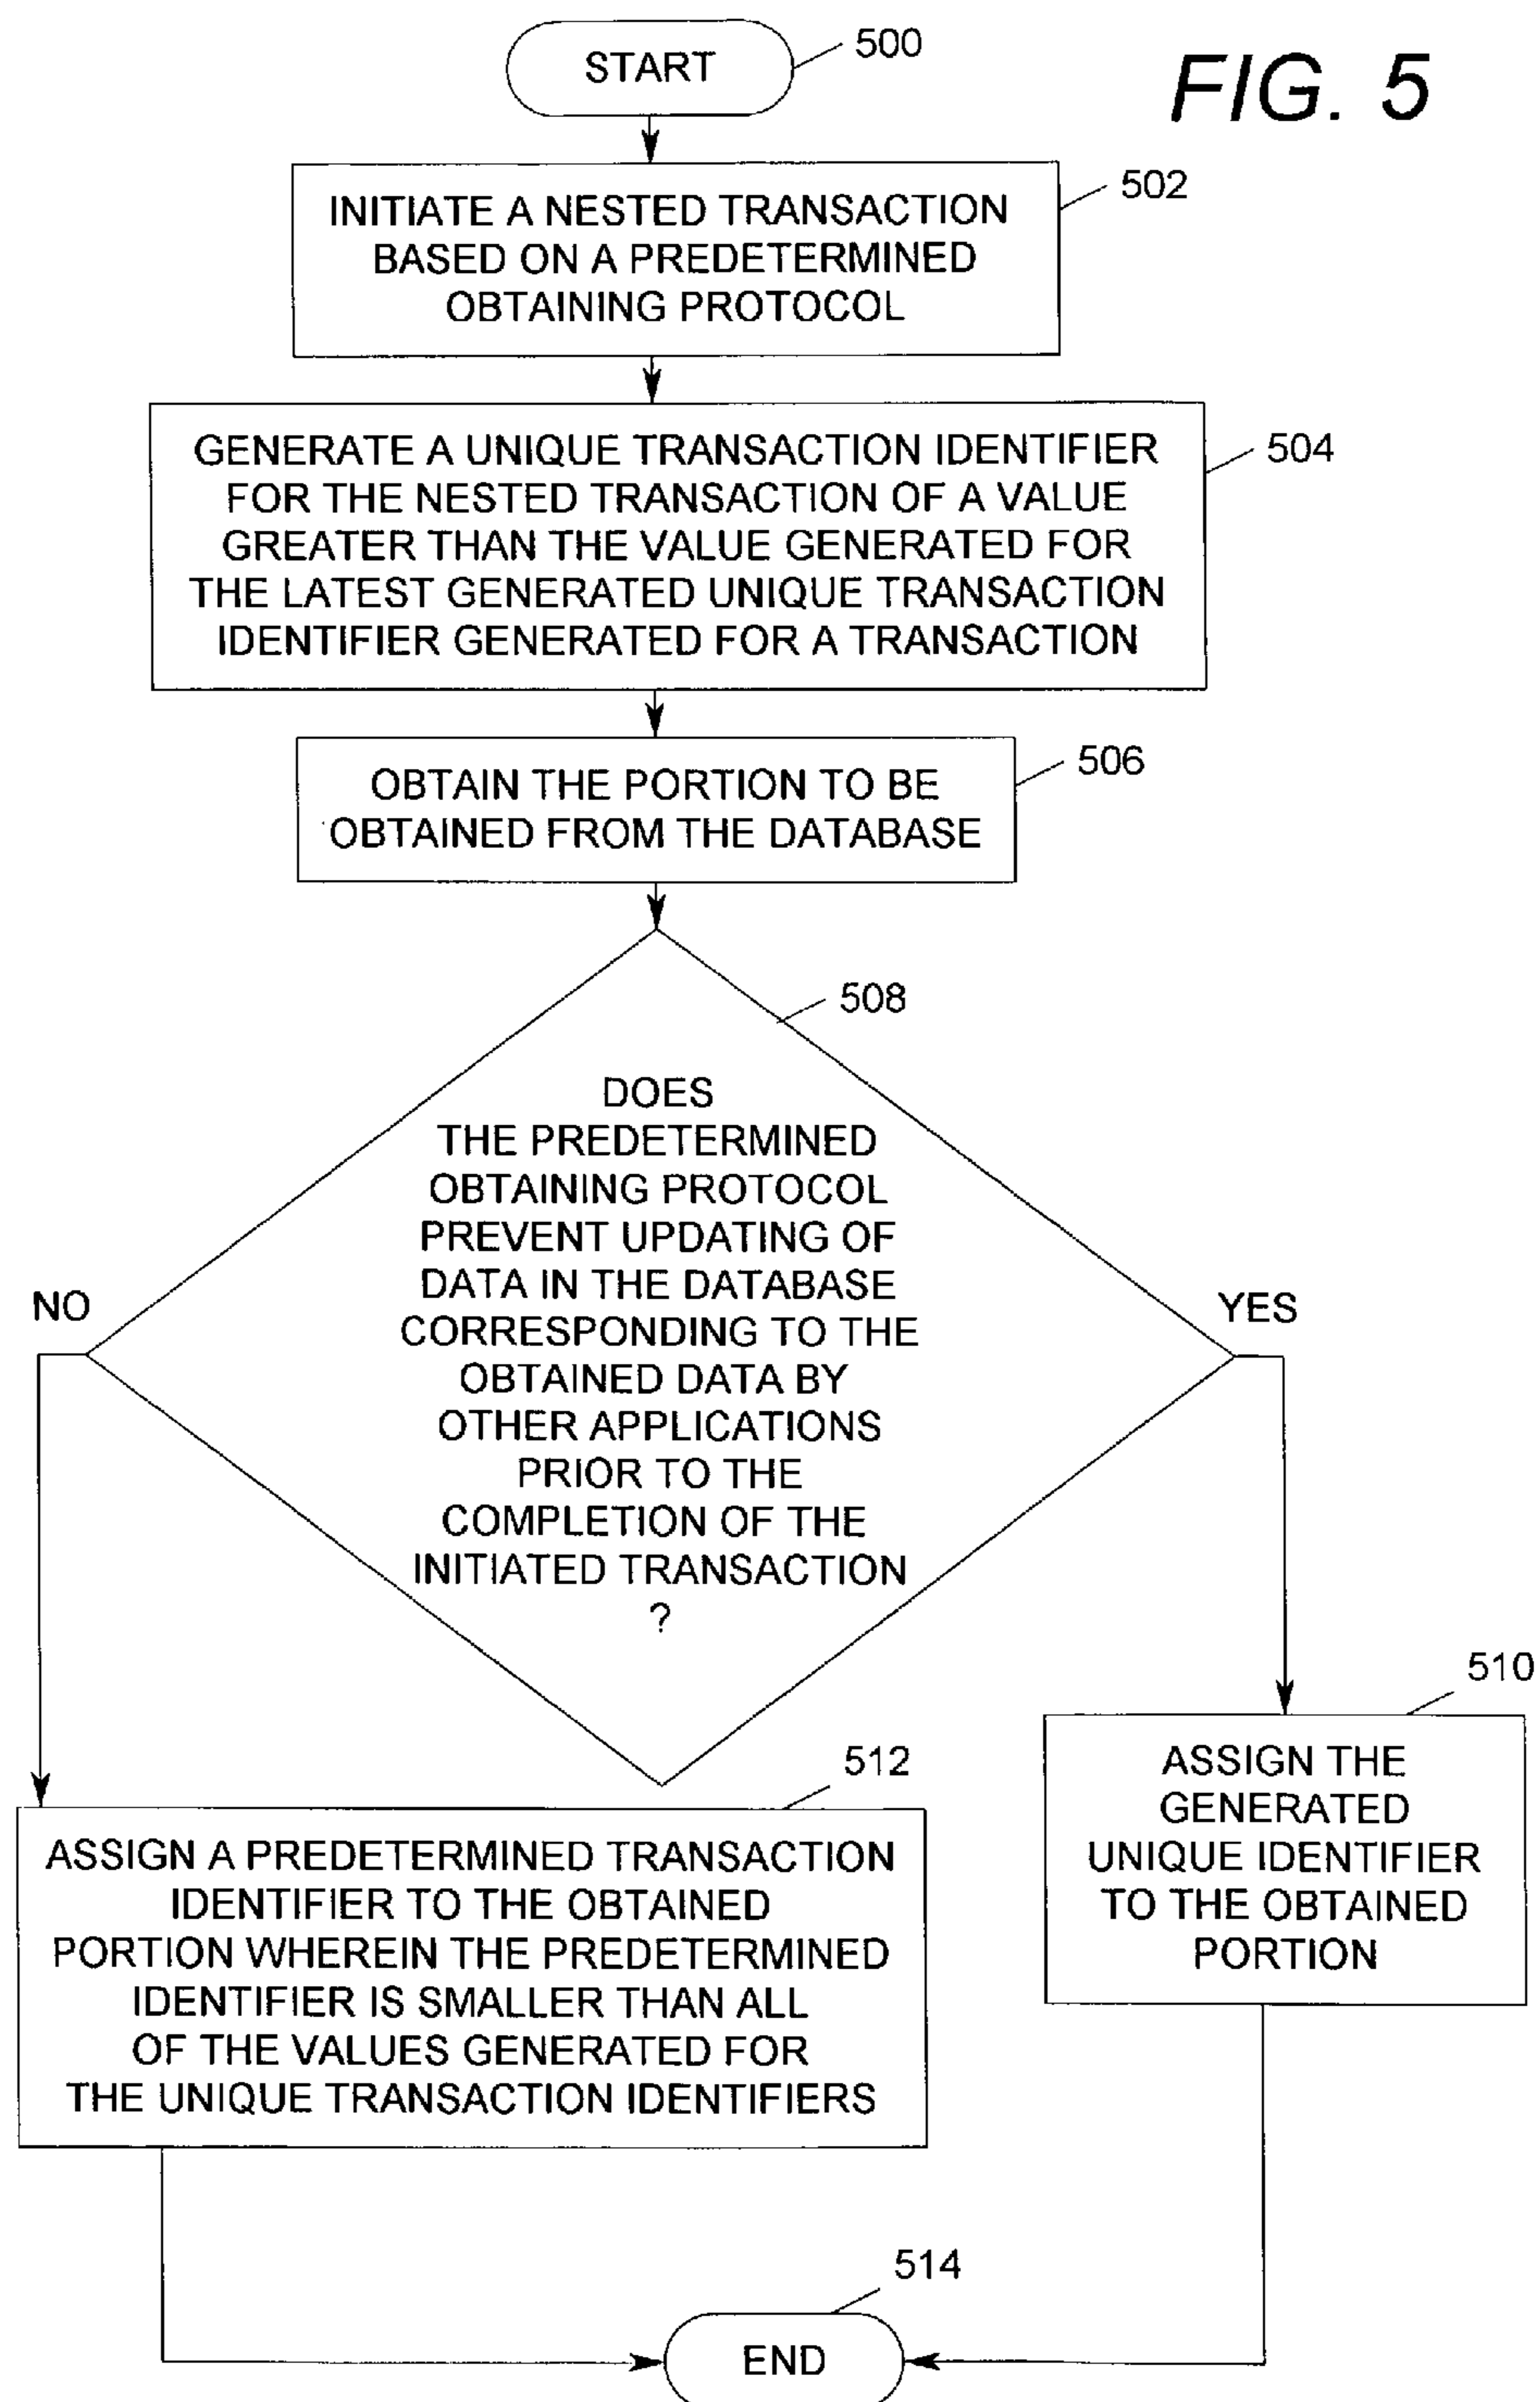 START
500
FIG. 5
INITIATE A NESTED TRANSACTION
BASED ON A PREDETERMINED
OBTAINING PROTOCOL
502
GENERATE A UNIQUE TRANSACTION IDENTIFIER
FOR THE NESTED TRANSACTION OF A VALUE
GREATER THAN THE VALUE GENERATED FOR
THE LATEST GENERATED UNIQUE TRANSACTION
IDENTIFIER GENERATED FOR A TRANSACTION
504
OBTAIN THE PORTION TO BE
OBTAINED FROM THE DATABASE
506
508
DOES
THE PREDETERMINED
OBTAINING PROTOCOL
PREVENT UPDATING OF
DATA IN THE DATABASE
CORRESPONDING TO THE
OBTAINED DATA BY
OTHER APPLICATIONS
PRIOR TO THE
COMPLETION OF THE
INITIATED TRANSACTION
?
NO
YES
510
ASSIGN THE
GENERATED
UNIQUE IDENTIFIER
TO THE OBTAINED
PORTION
512
ASSIGN A PREDETERMINED TRANSACTION
IDENTIFIER TO THE OBTAINED
PORTION WHEREIN THE PREDETERMINED
IDENTIFIER IS SMALLER THAN ALL
OF THE VALUES GENERATED FOR
THE UNIQUE TRANSACTION IDENTIFIERS
514
END